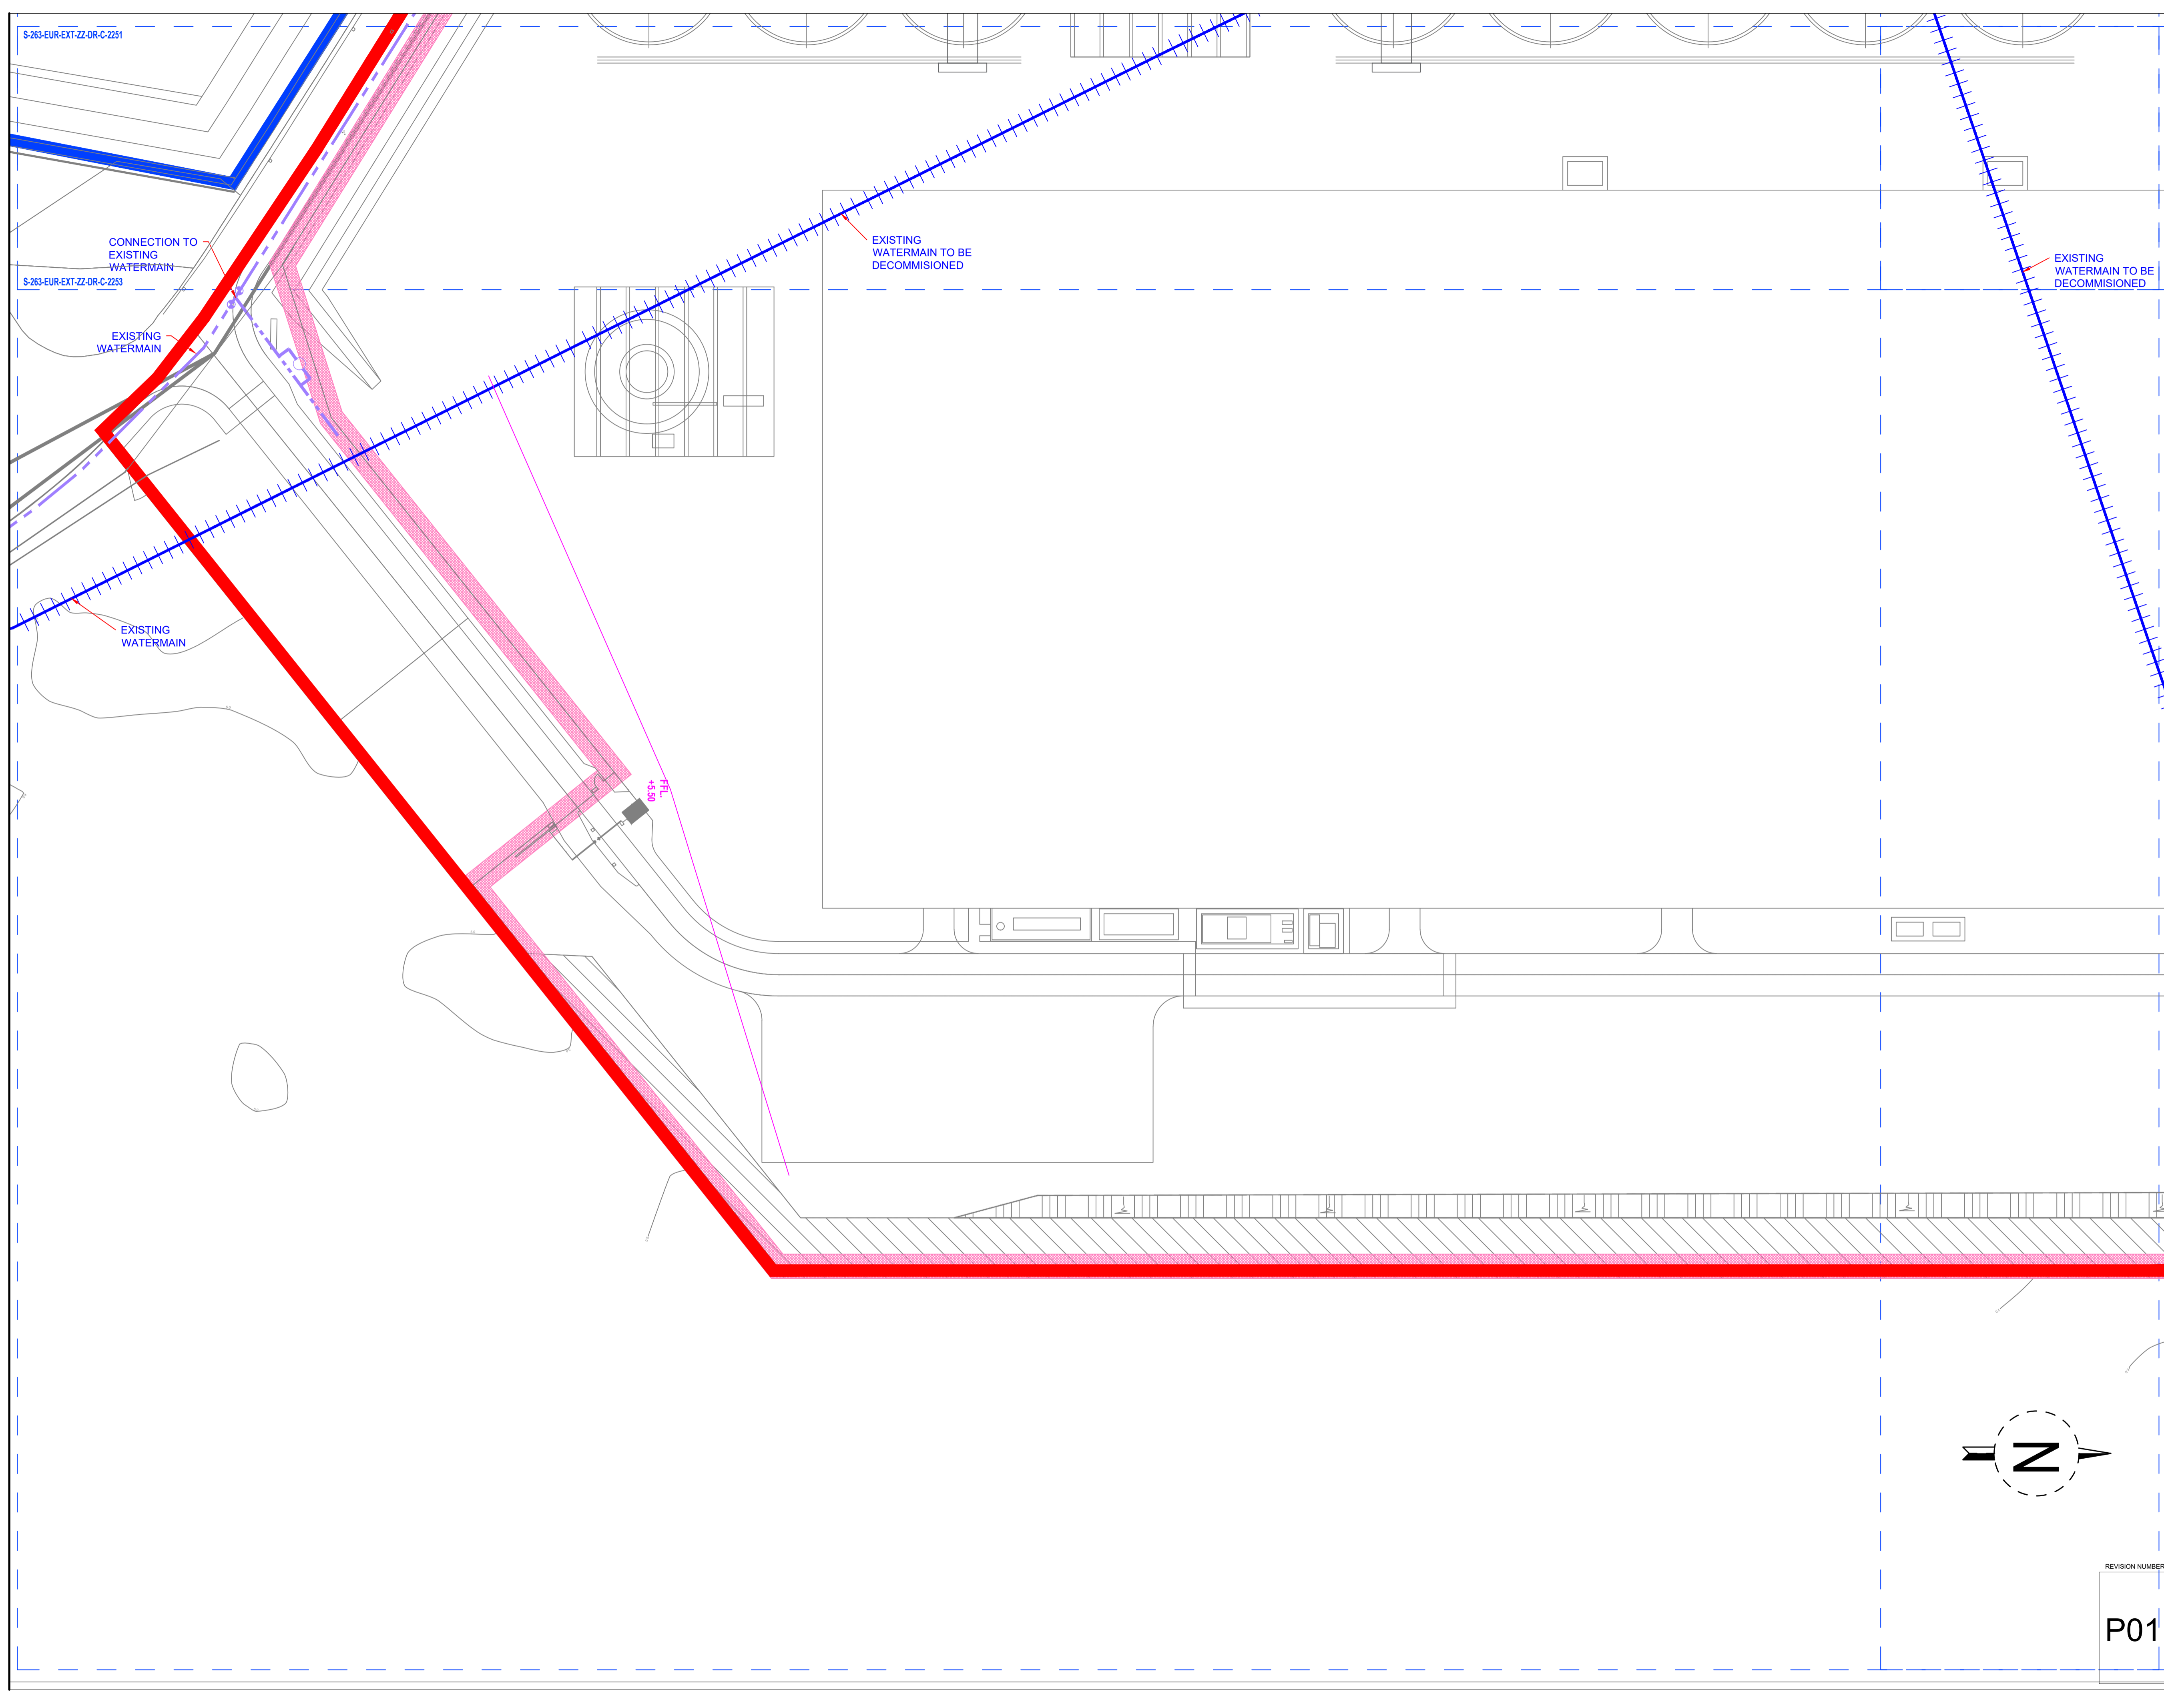 S-263-EUR-EXT-ZZ-DR-C-2251
CONNECTION TO
EXISTING
WATERMAIN
S-263-EUR-EXT-ZZ-DR-C-2253
EXISTING
WATERMAIN
EXISTING
WATERMAIN TO BE
DECOMMISIONED
EXISTING
WATERMAIN TO BE
DECOMMISIONED
EXISTING
WATERMAIN
FFL.
+5.50
N
REVISION NUMBER
P01